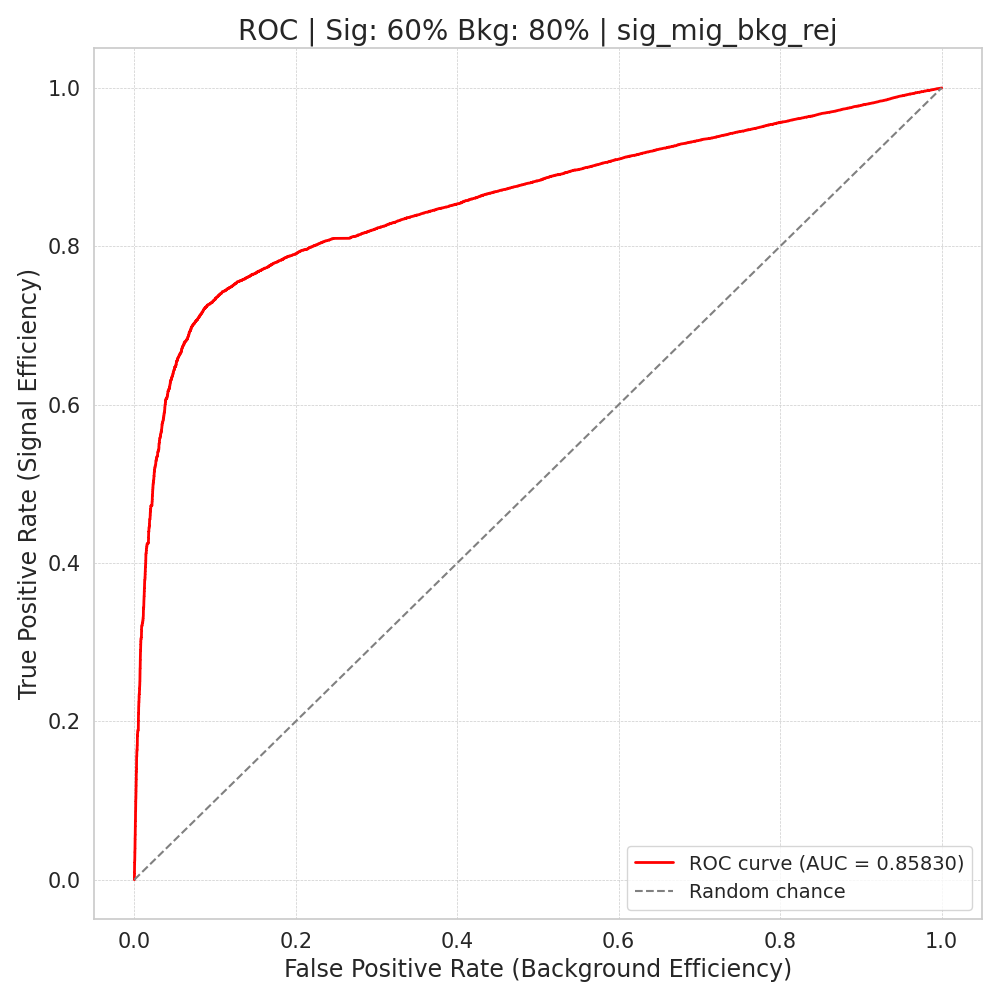 ROC | Sig: 60% Bkg: 80% | sig_mig_bkg_rej
True Positive Rate (Signal Efficiency)
1.0
0.8
0.6
0.4
0.2
0.0
ROC curve (AUC = 0.85830)
Random chance
0.0 0.2 0.4 0.6 0.8 1.0
False Positive Rate (Background Efficiency)